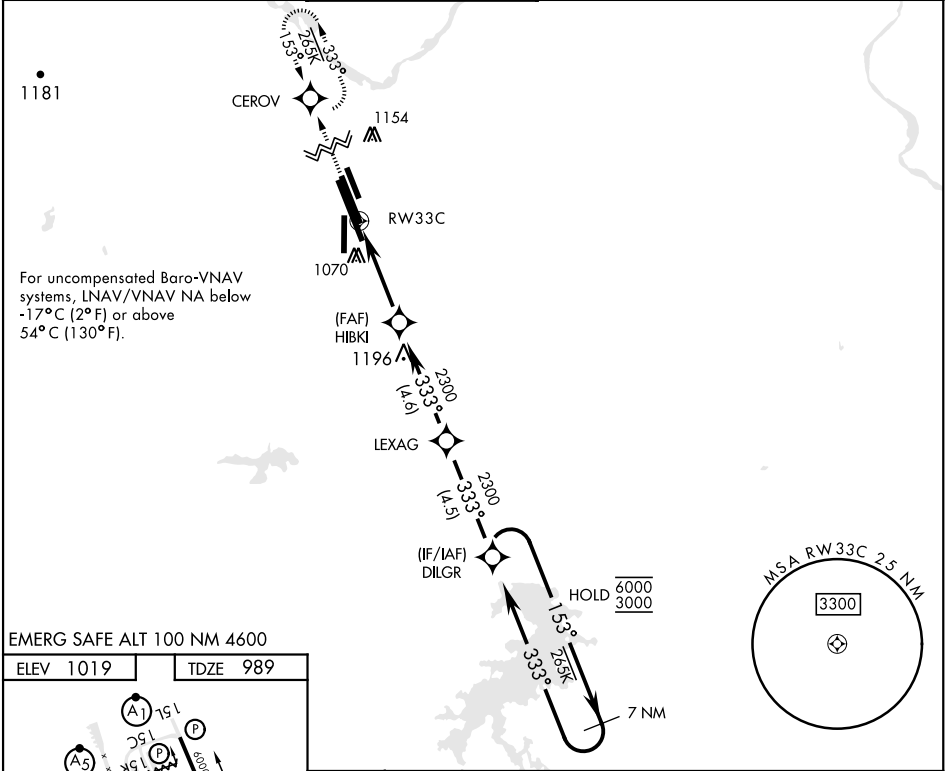 265K
153°
333°
1181
CEROV
1154
RW33C
1070
For uncompensated Baro-VNAV
systems, LNAV/VNAV NA below
-17°C (2°F) or above
54°C (130°F).
(FAF)
HIBKI
1196
2300
333°
(4.6)
LEXAG
2300
333°
(4.5)
(IF/IAF)
DILGR
HOLD 6000
3000
153°
265K
333°
7 NM
MSA RW33C 25 NM
3300
EMERG SAFE ALT 100 NM 4600
ELEV 1019
TDZE 989
A1
15L
P
15C
P
A5